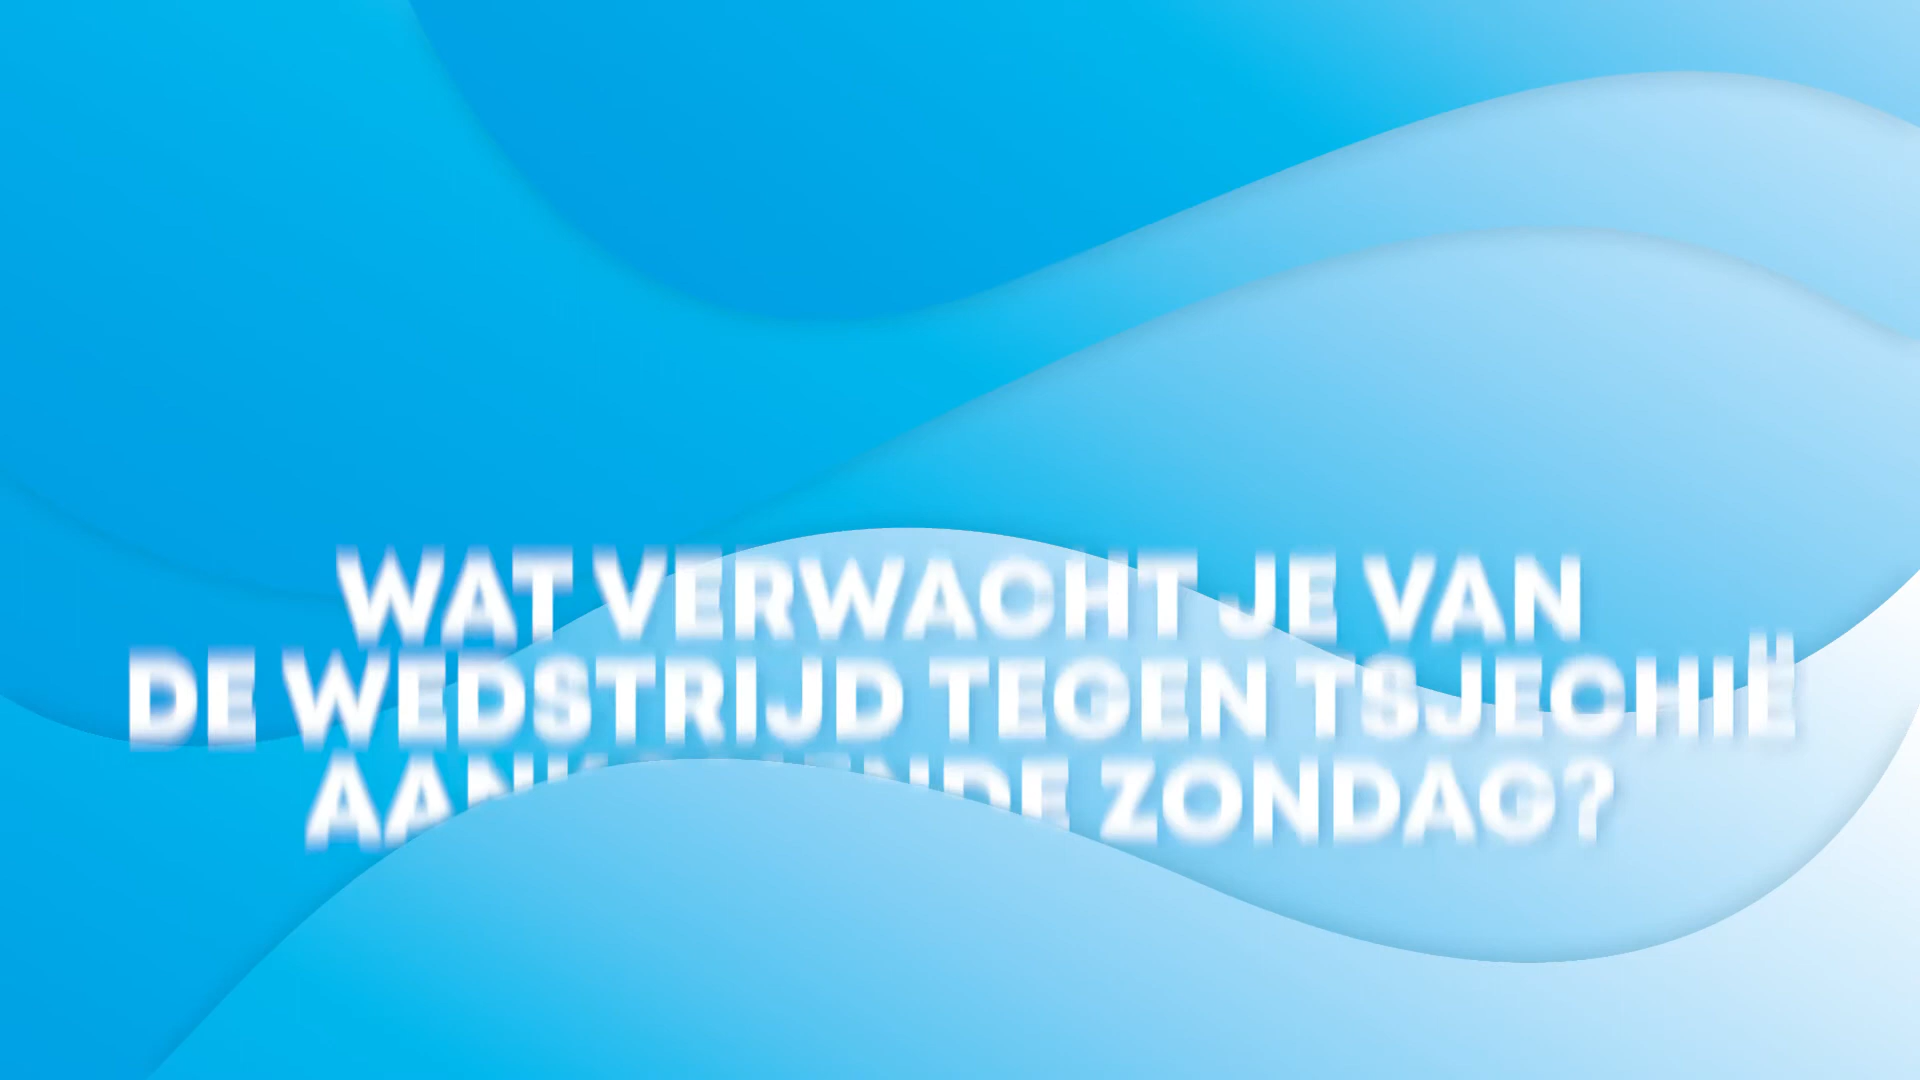 WAT VERWACHT JE VAN
DE WEDSTRIJD TEGEN TSJECHIË
ZONDAG?